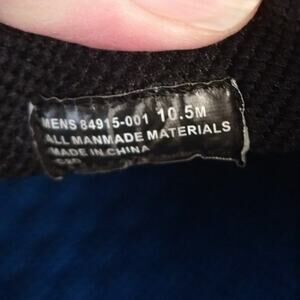 MENS 84915-001 10.5M
ALL MANMADE MATERIALS
MADE IN CHINA